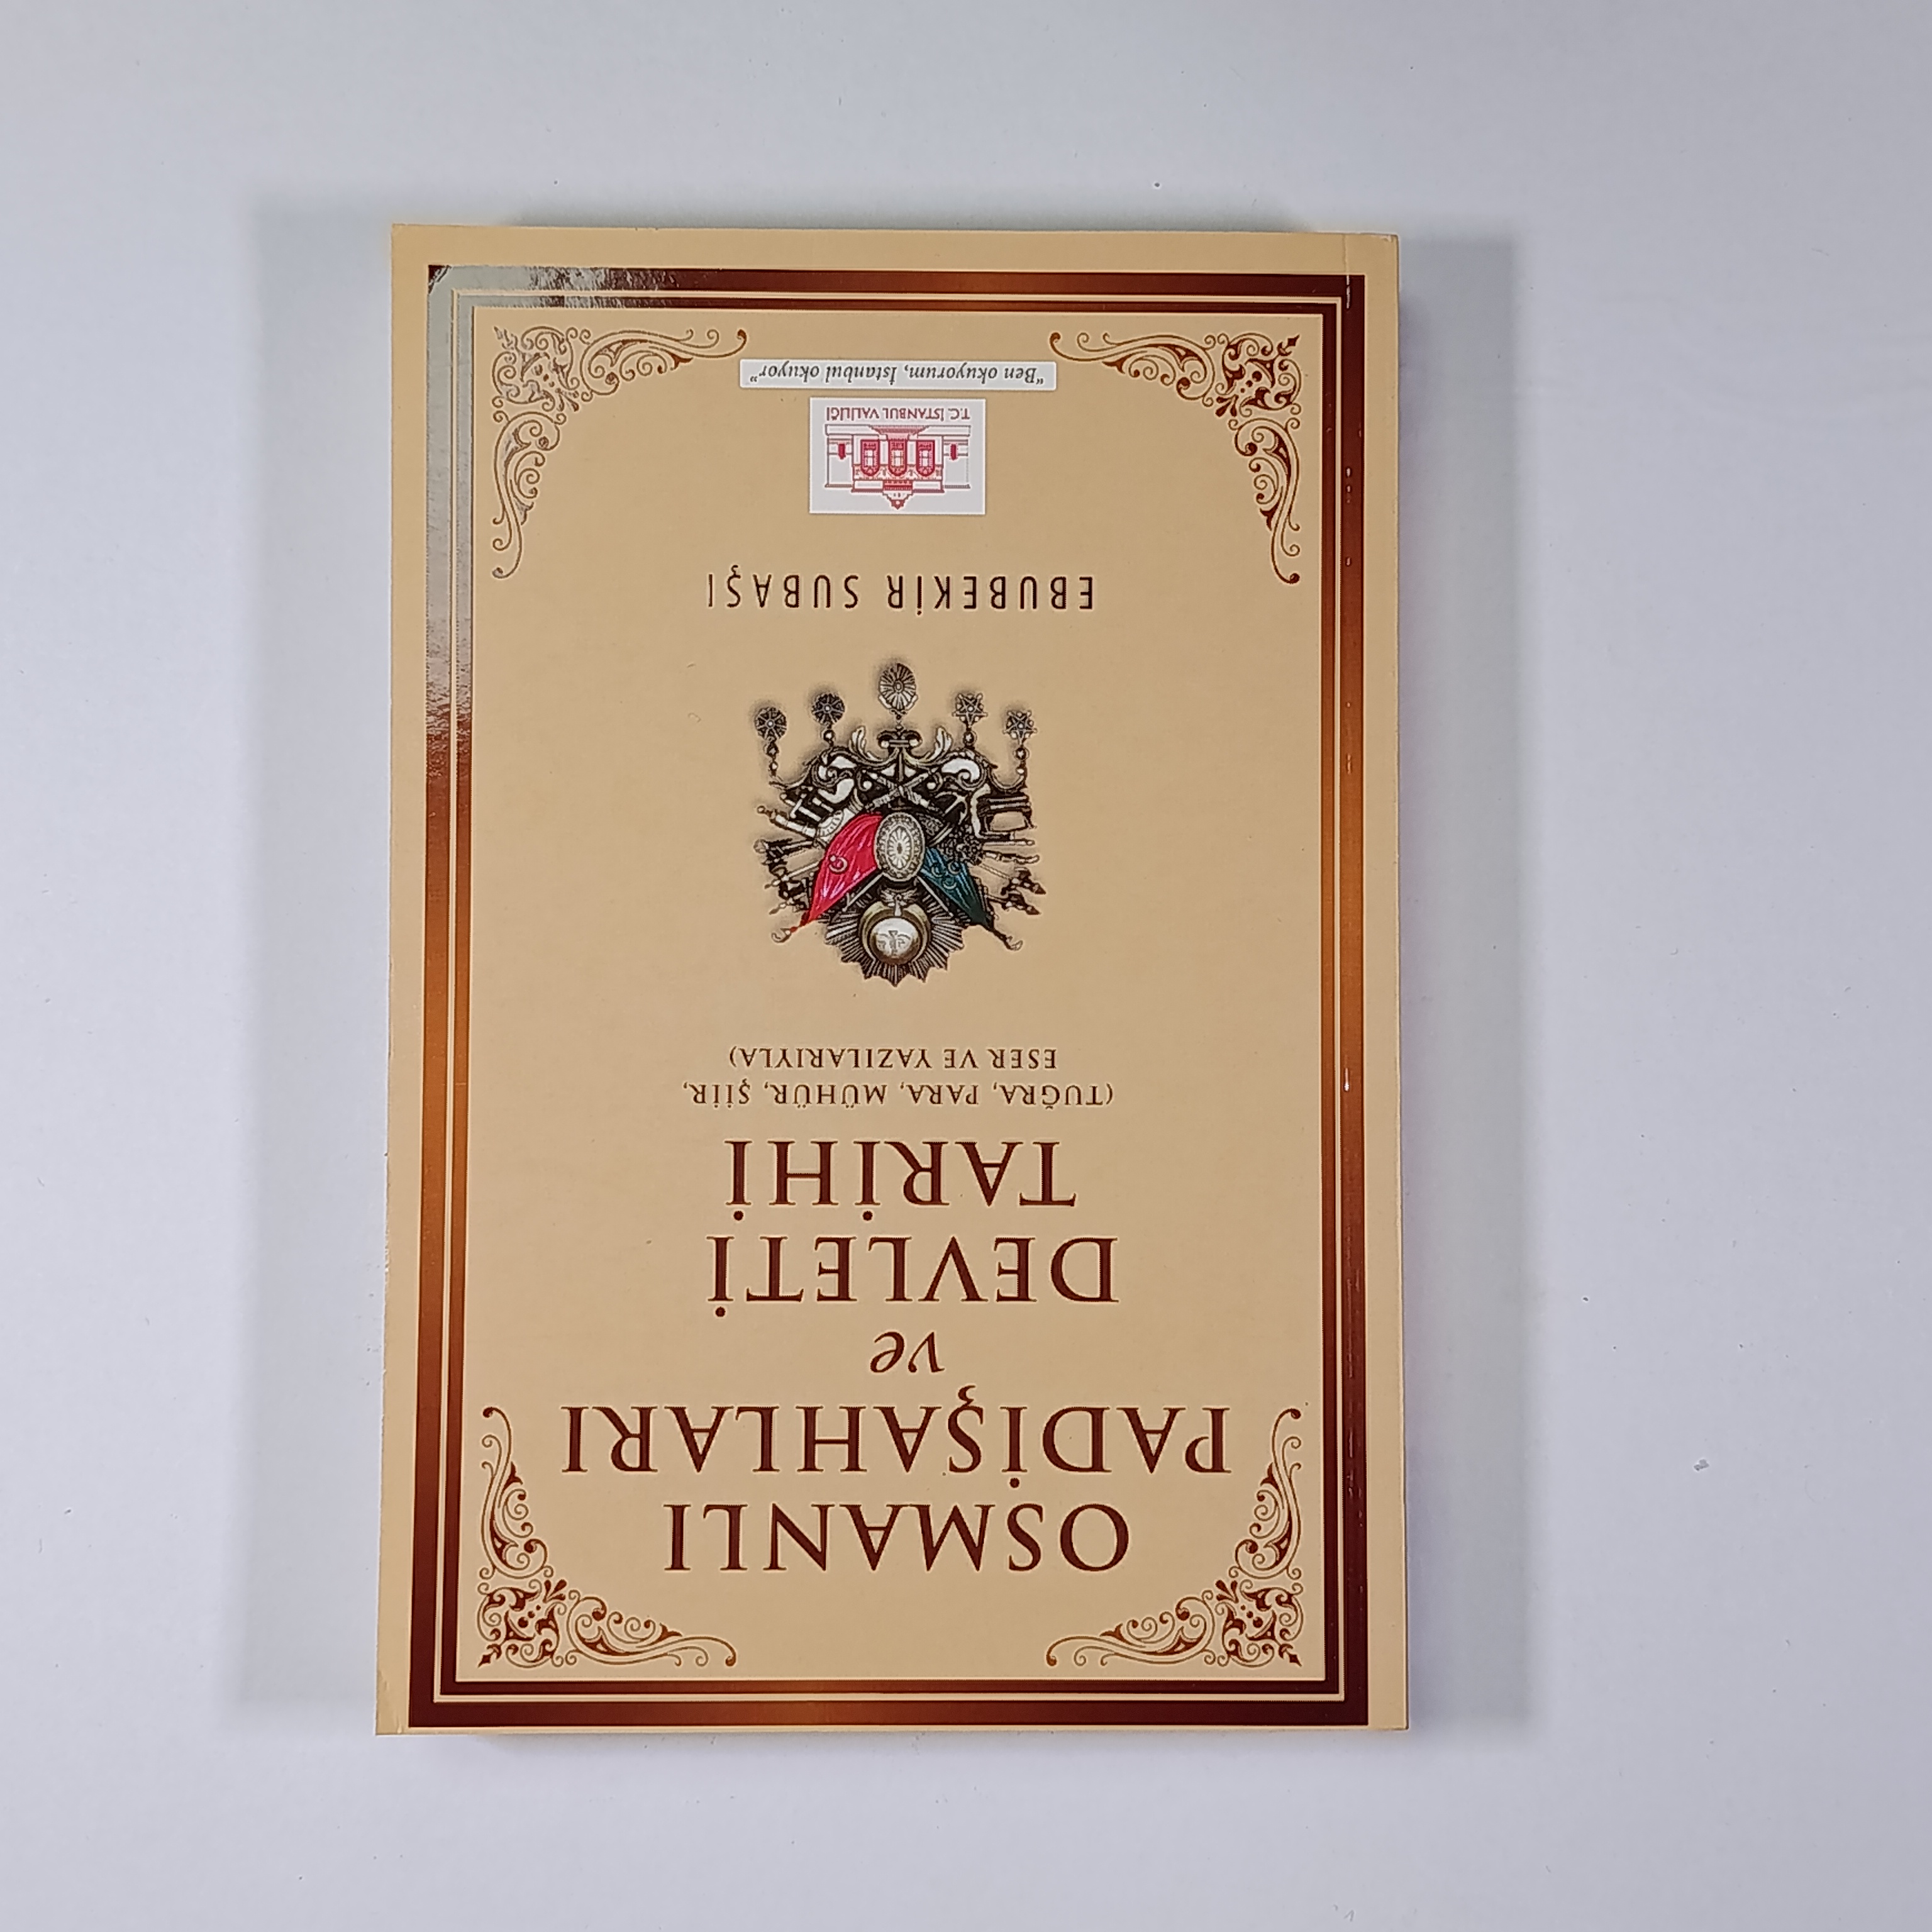 OSMANLI
PADİŞAHLARI
ve
DEVLETİ
TARİHİ
(TUĞRA, PARA, MÜHÜR, ŞİİR,
ESER VE YAZILARIYLA)
EBUBEKİR SUBAŞI
T.C. İSTANBUL VALİLİĞİ
"Ben okuyorum, İstanbul okuyor"